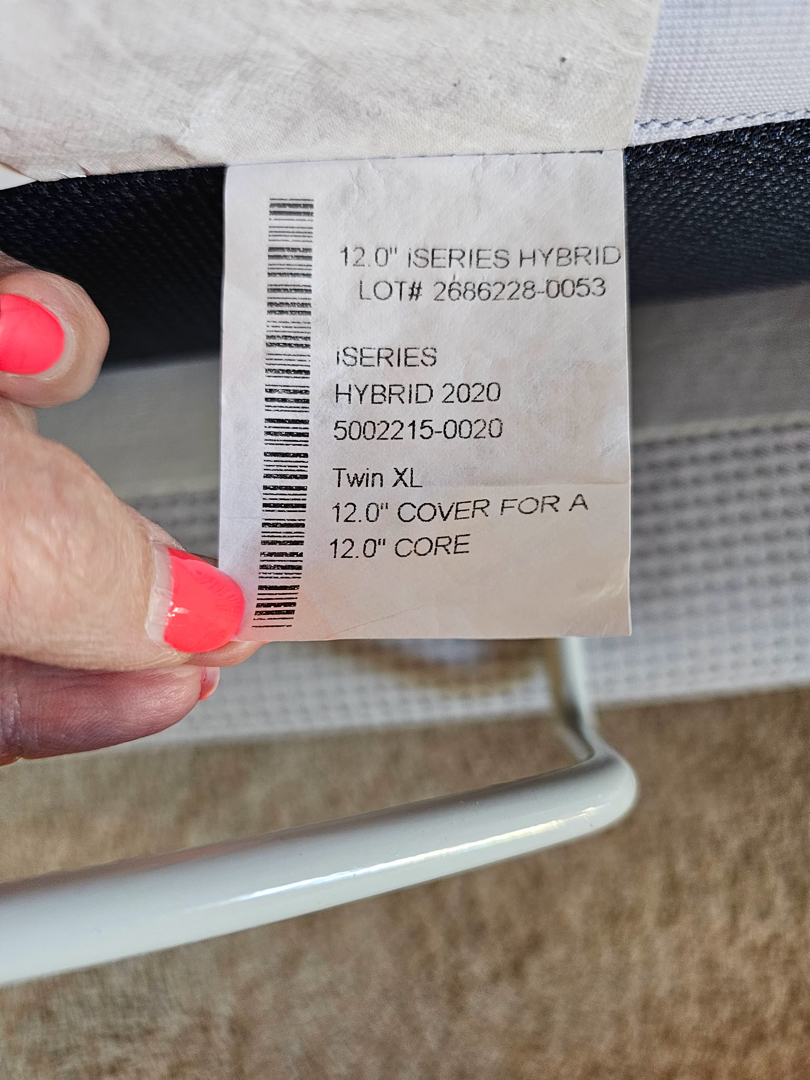 12.0" iSERIES HYBRID
LOT# 2686228-0053
iSERIES
HYBRID 2020
5002215-0020
Twin XL
12.0" COVER FOR A
12.0" CORE